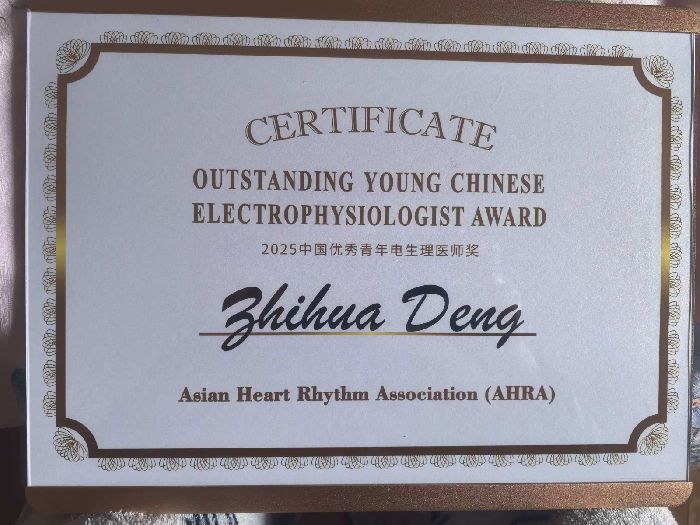 CERTIFICATE
OUTSTANDING YOUNG CHINESE
ELECTROPHYSIOLOGIST AWARD
2025中国优秀青年电生理医师奖
Zhihua Deng
Asian Heart Rhythm Association (AHRA)